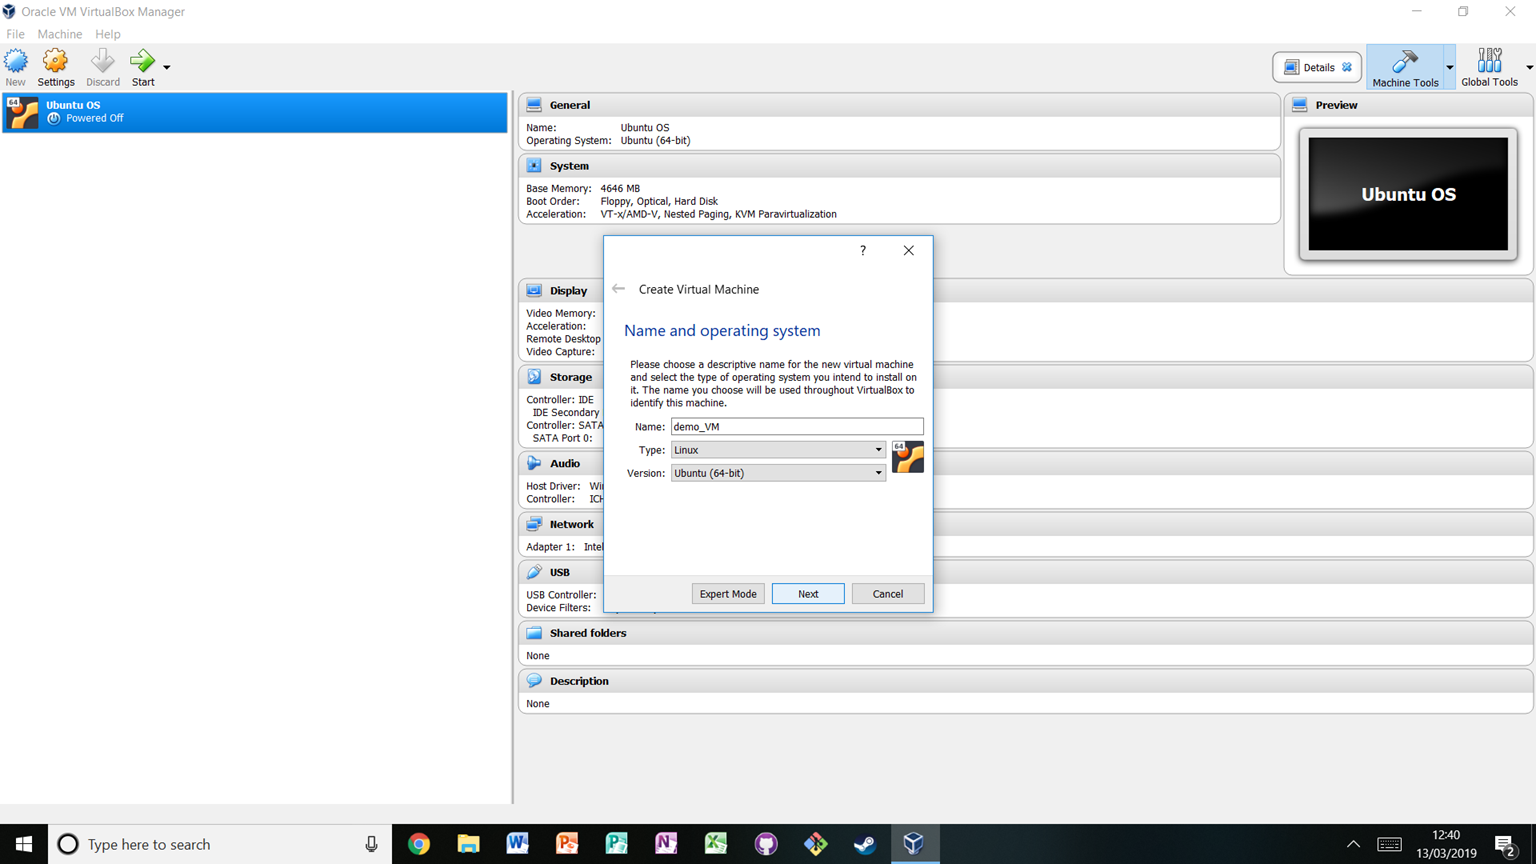 Oracle VM VirtualBox Manager
File Machine Help
New Settings Discard Start
Details
Machine Tools
Global Tools
64
Ubuntu OS
Powered Off
General
Name: Ubuntu OS
Operating System: Ubuntu (64-bit)
System
Base Memory: 4646 MB
Boot Order: Floppy, Optical, Hard Disk
Acceleration: VT-x/AMD-V, Nested Paging, KVM Paravirtualization
Preview
Ubuntu OS
Display
Video Memory:
Acceleration:
Remote Desktop
Video Capture:
Storage
Controller: IDE
IDE Secondary
Controller: SATA
SATA Port 0:
Audio
Host Driver: Wi
Controller: ICH
Network
Adapter 1: Intel
USB
USB Controller:
Device Filters:
Shared folders
None
Description
None
?
Create Virtual Machine
Name and operating system
Please choose a descriptive name for the new virtual machine
and select the type of operating system you intend to install on
it. The name you choose will be used throughout VirtualBox to
identify this machine.
Name: demo_VM
Type: Linux
64
Version: Ubuntu (64-bit)
Expert Mode Next Cancel
Type here to search
12:40
13/03/2019
2